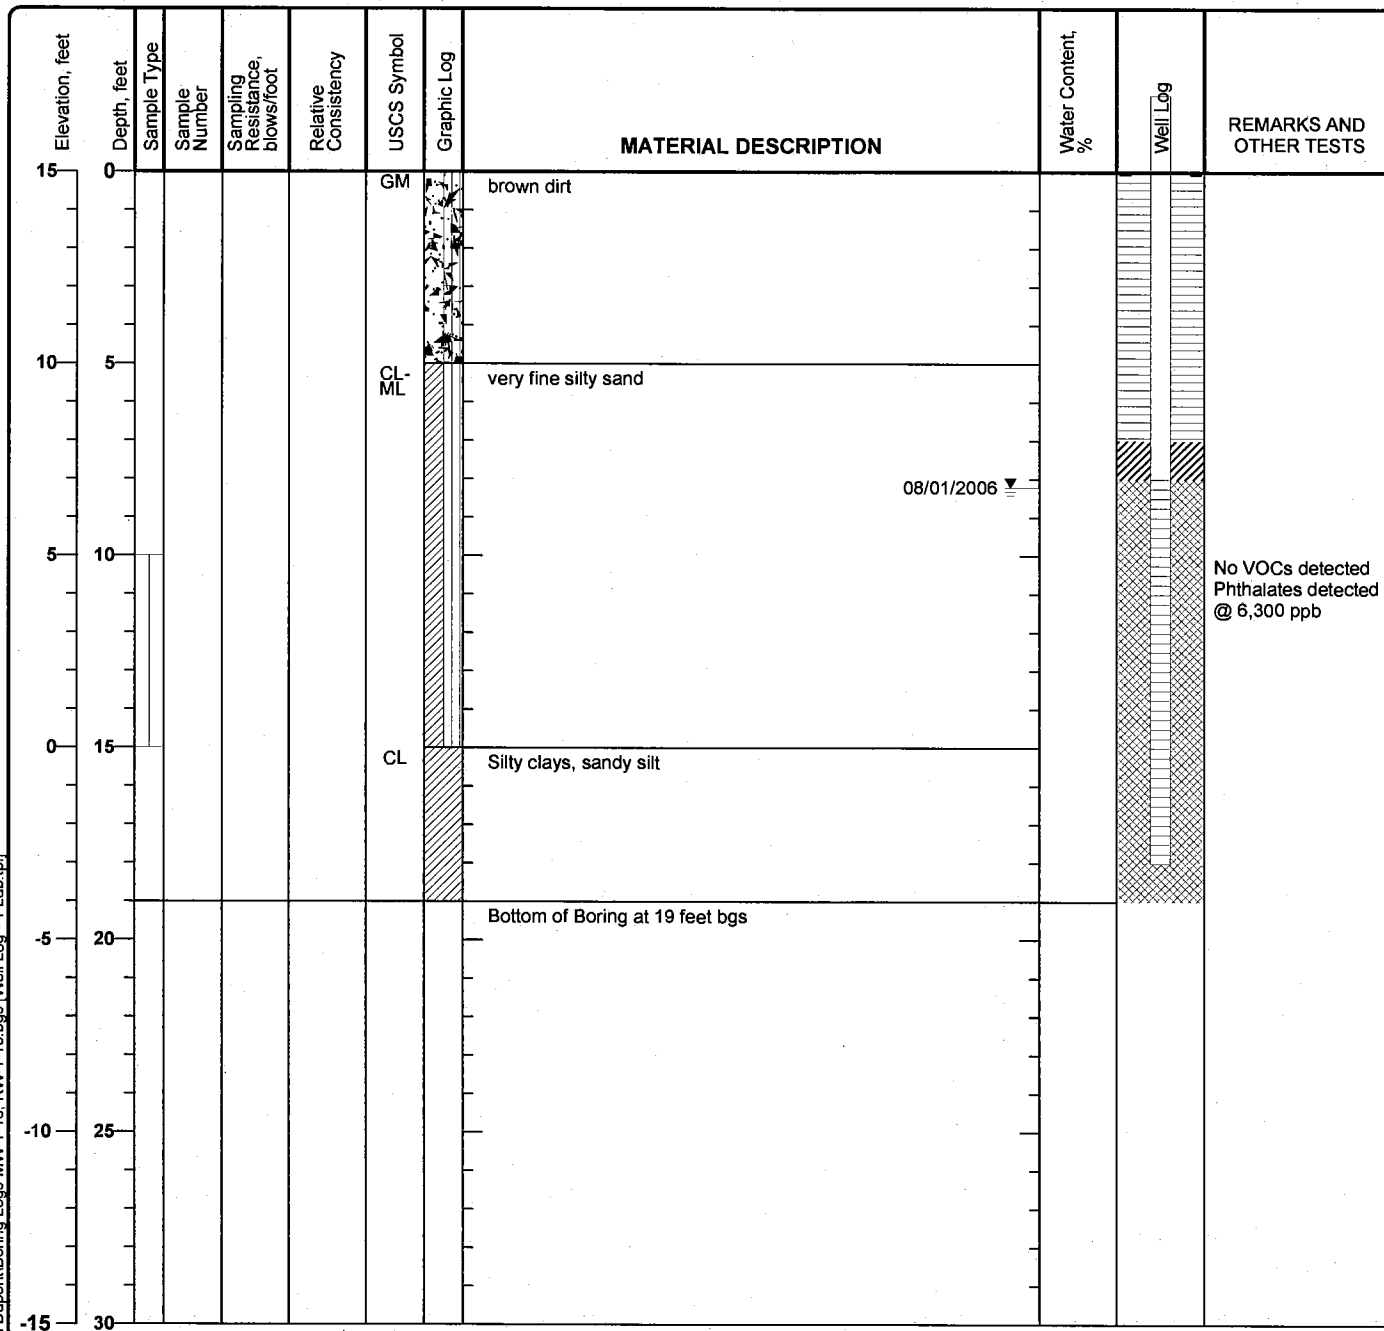 Elevation, feet
Depth, feet
Sample Type
Sample
Number
Sampling
Resistance,
blows/foot
Relative
Consistency
USCS Symbol
Graphic Log
MATERIAL DESCRIPTION
Water Content,
%
Well Log
REMARKS AND
OTHER TESTS
15 0
GM
brown dirt
10 5
CL-
ML
very fine silty sand
08/01/2006
5 10
No VOCs detected
Phthalates detected
@ 6,300 ppb
0 15
CL
Silty clays, sandy silt
Bottom of Boring at 19 feet bgs
-5 20
-10 25
-15 30